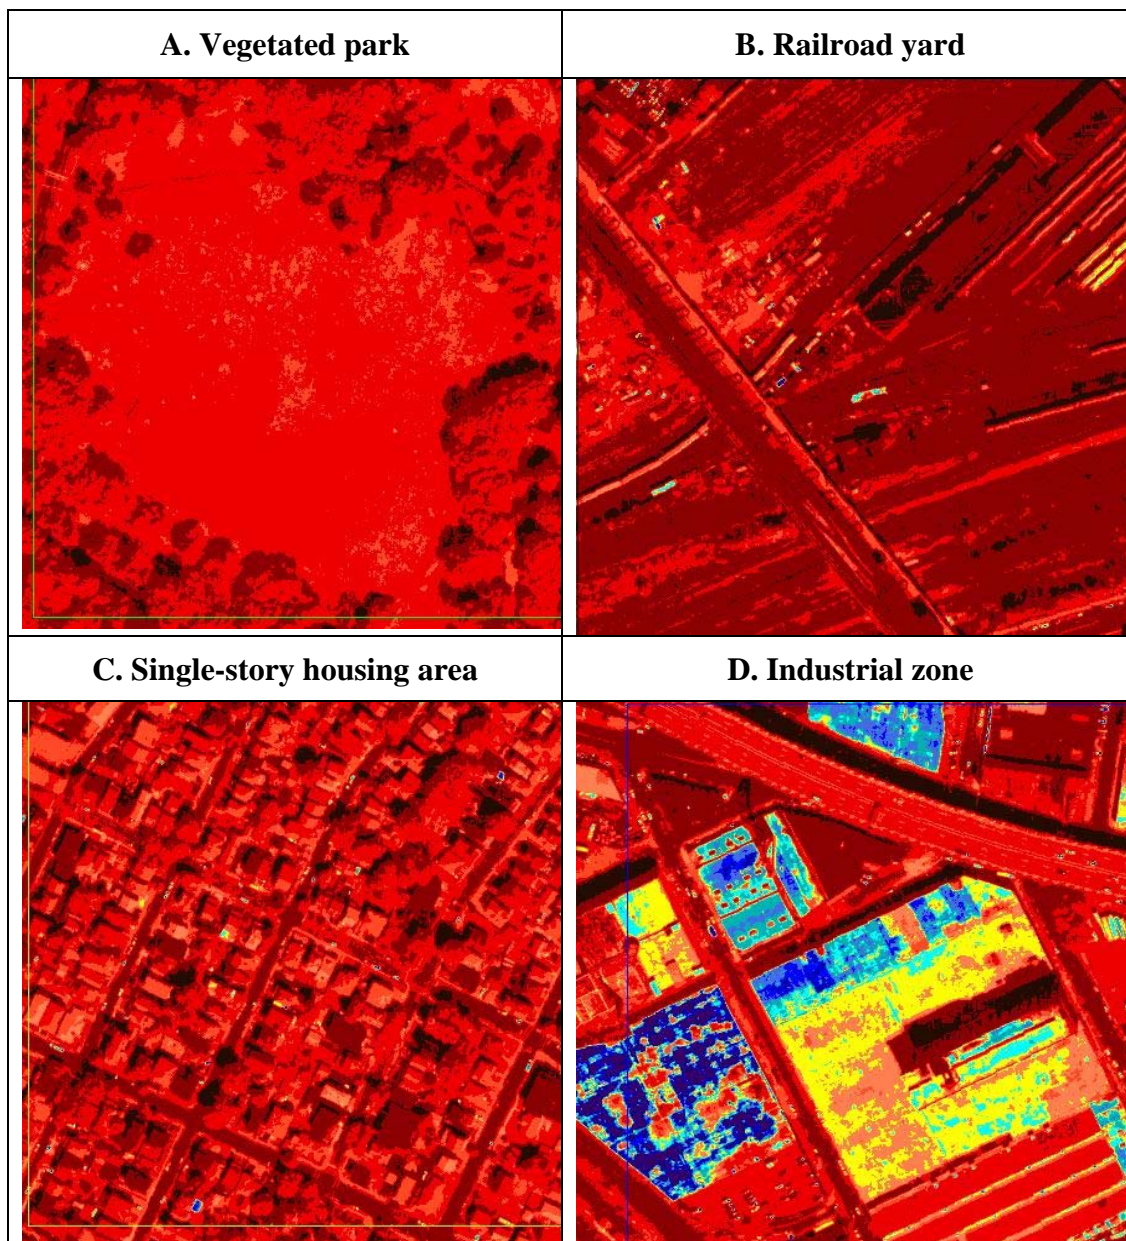 A. Vegetated park
B. Railroad yard
C. Single-story housing area
D. Industrial zone